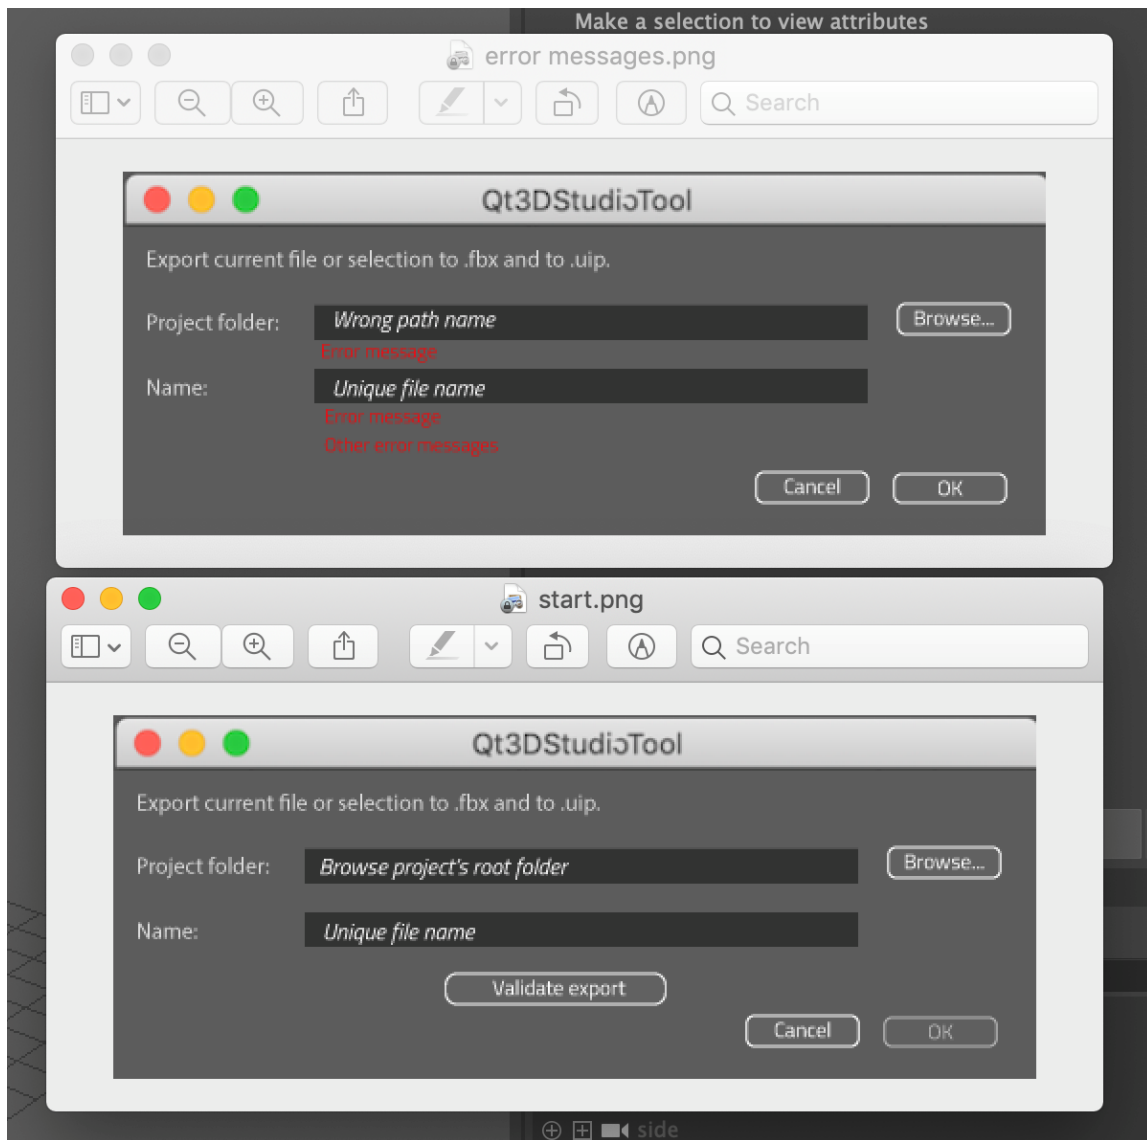 Make a selection to view attributes
error messages.png
Search
Qt3DStudioTool
Export current file or selection to .fbx and to .uip.
Project folder: Wrong path name Browse...
Error message
Name: Unique file name
Error message
Other error messages
Cancel OK
start.png
Search
Qt3DStudioTool
Export current file or selection to .fbx and to .uip.
Project folder: Browse project's root folder Browse...
Name: Unique file name
Validate export
Cancel OK
side